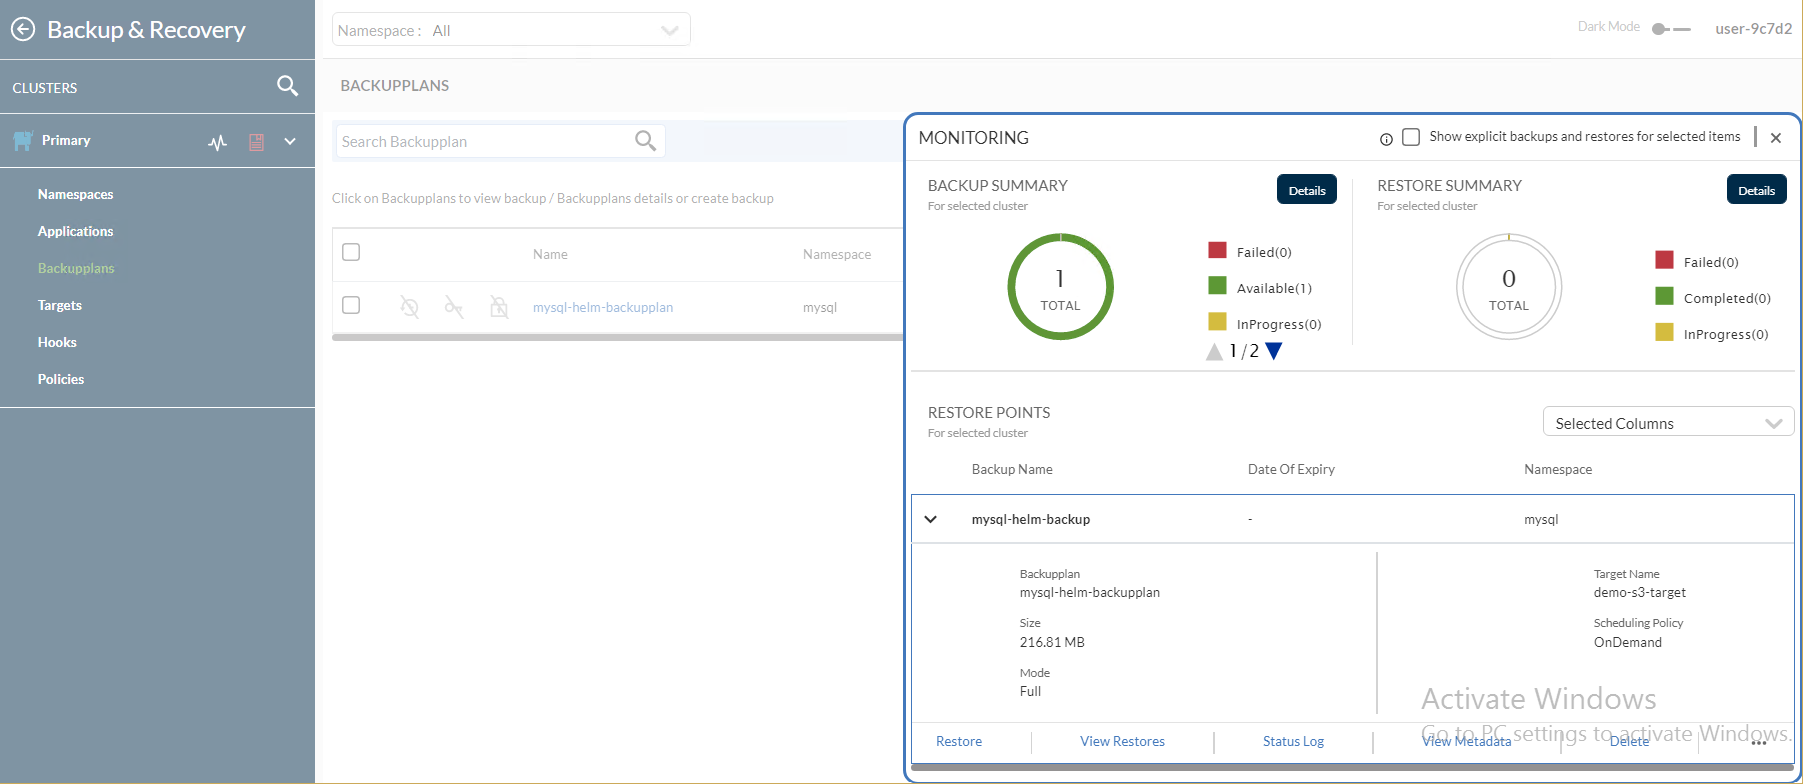 Backup & Recovery
Namespace : All
Dark Mode
user-9c7d2
CLUSTERS
BACKUPPLANS
Primary
Search Backupplan
Namespaces
Applications
Backupplans
Targets
Hooks
Policies
Click on Backupplans to view backup / Backupplans details or create backup
Name Namespace
mysql-helm-backupplan mysql
MONITORING
Show explicit backups and restores for selected items
BACKUP SUMMARY
For selected cluster
Details
1
TOTAL
Failed(0)
Available(1)
InProgress(0)
1 / 2
RESTORE SUMMARY
For selected cluster
Details
0
TOTAL
Failed(0)
Completed(0)
InProgress(0)
RESTORE POINTS
For selected cluster
Selected Columns
Backup Name Date Of Expiry Namespace
mysql-helm-backup - mysql
Backupplan
mysql-helm-backupplan
Size
216.81 MB
Mode
Full
Target Name
demo-s3-target
Scheduling Policy
OnDemand
Restore View Restores Status Log View Metadata Delete
Activate Windows
Go to PC settings to activate Windows.